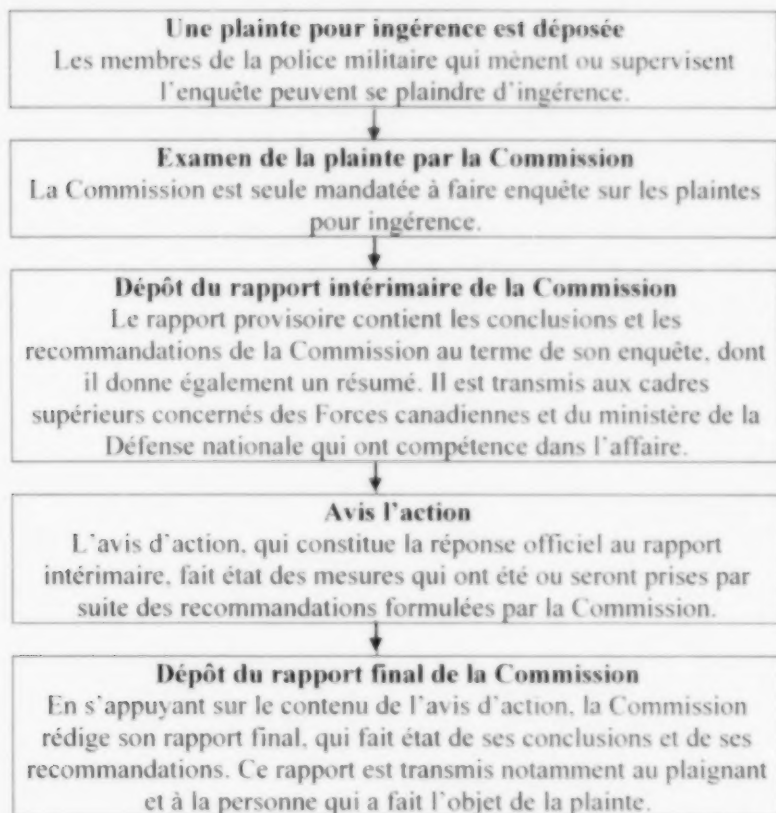 Une plainte pour ingérence est déposée
Les membres de la police militaire qui mènent ou supervisent
l'enquête peuvent se plaindre d'ingérence.
Examen de la plainte par la Commission
La Commission est seule mandatée à faire enquête sur les plaintes
pour ingérence.
Dépôt du rapport intérimaire de la Commission
Le rapport provisoire contient les conclusions et les
recommandations de la Commission au terme de son enquête, dont
il donne également un résumé. Il est transmis aux cadres
supérieurs concernés des Forces canadiennes et du ministère de la
Défense nationale qui ont compétence dans l'affaire.
Avis l'action
L'avis d'action, qui constitue la réponse officiel au rapport
intérimaire, fait état des mesures qui ont été ou seront prises par
suite des recommandations formulées par la Commission.
Dépôt du rapport final de la Commission
En s'appuyant sur le contenu de l'avis d'action, la Commission
rédige son rapport final, qui fait état de ses conclusions et de ses
recommandations. Ce rapport est transmis notamment au plaignant
et à la personne qui a fait l'objet de la plainte.